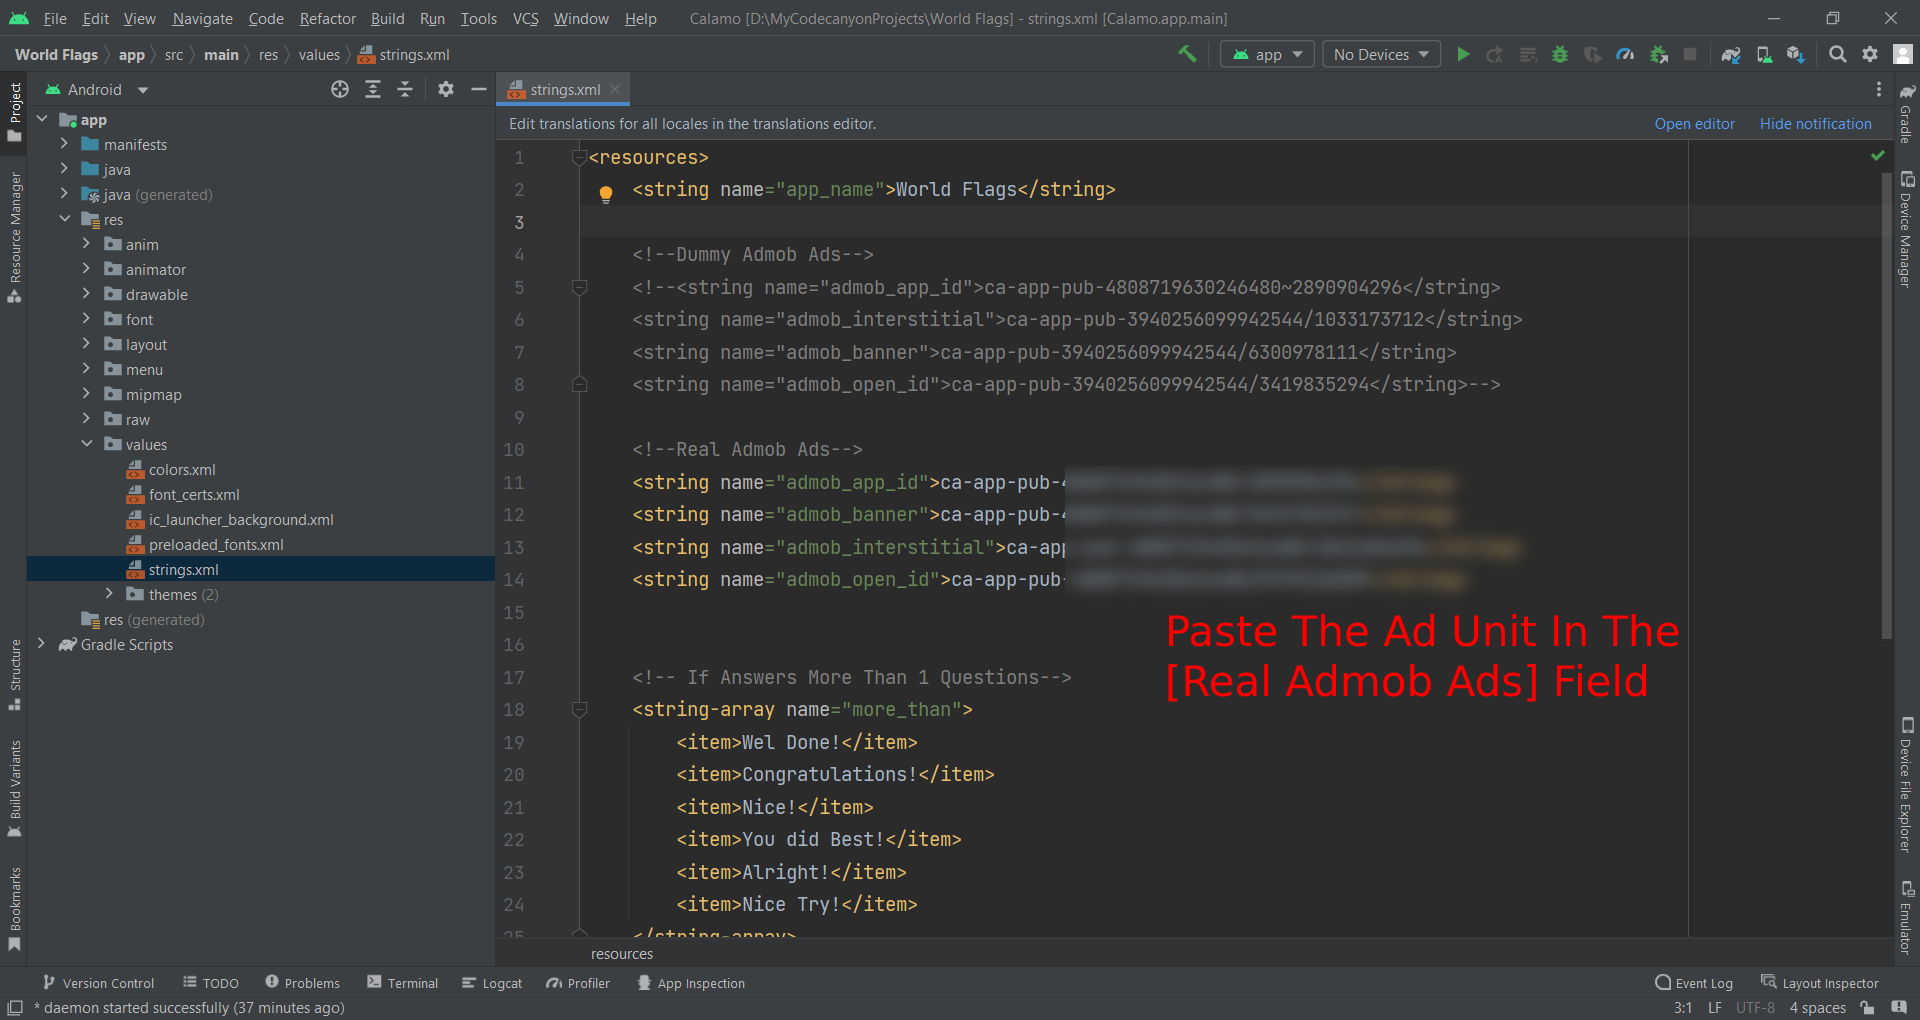 File Edit View Navigate Code Refactor Build Run Tools VCS Window Help Calamo [D:\MyCodecanyonProjects\World Flags] - strings.xml [Calamo.app.main]
World Flags app src main res values strings.xml app No Devices
Project
Resource Manager
Structure
Build Variants
Bookmarks
Android
app
manifests
java
java (generated)
res
anim
animator
drawable
font
layout
menu
mipmap
raw
values
colors.xml
font_certs.xml
ic_launcher_background.xml
preloaded_fonts.xml
strings.xml
themes (2)
res (generated)
Gradle Scripts
strings.xml
Edit translations for all locales in the translations editor. Open editor Hide notification
1 <resources>
2 <string name="app_name">World Flags</string>
3
4 <!--Dummy Admob Ads-->
5 <!--<string name="admob_app_id">ca-app-pub-4808719630246480~2890904296</string>
6 <string name="admob_interstitial">ca-app-pub-3940256099942544/1033173712</string>
7 <string name="admob_banner">ca-app-pub-3940256099942544/6300978111</string>
8 <string name="admob_open_id">ca-app-pub-3940256099942544/3419835294</string>-->
9
10 <!--Real Admob Ads-->
11 <string name="admob_app_id">ca-app-pub-
12 <string name="admob_banner">ca-app-pub-
13 <string name="admob_interstitial">ca-app
14 <string name="admob_open_id">ca-app-pub-
15
16
Paste The Ad Unit In The
[Real Admob Ads] Field
17 <!-- If Answers More Than 1 Questions-->
18 <string-array name="more_than">
19 <item>Wel Done!</item>
20 <item>Congratulations!</item>
21 <item>Nice!</item>
22 <item>You did Best!</item>
23 <item>Alright!</item>
24 <item>Nice Try!</item>
25 </string-array>
resources
Gradle
Device Manager
Device File Explorer
Emulator
Version Control TODO Problems Terminal Logcat Profiler App Inspection Event Log Layout Inspector
* daemon started successfully (37 minutes ago) 3:1 LF UTF-8 4 spaces